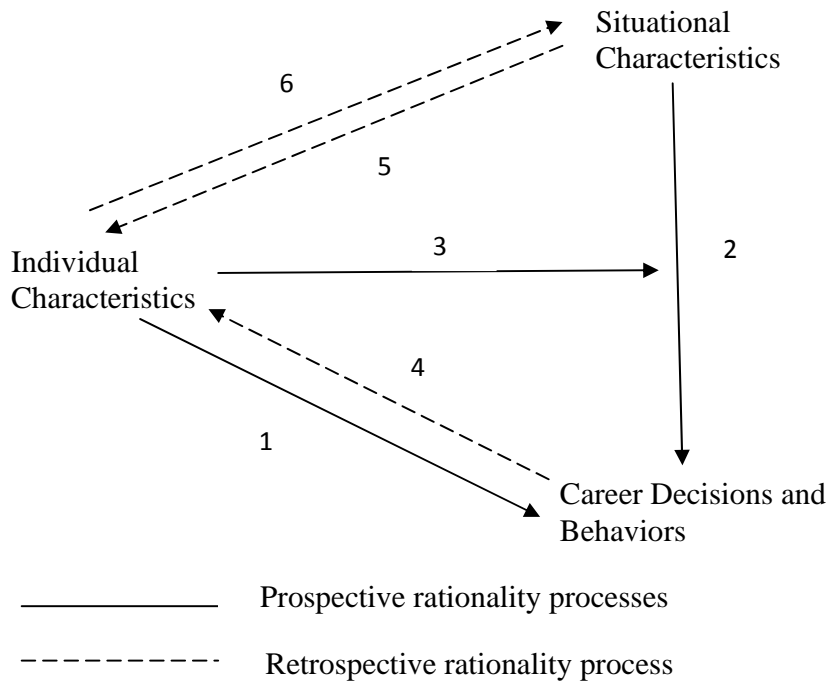 Situational
Characteristics
6
5
3
2
Individual
Characteristics
4
1
Career Decisions and
Behaviors
Prospective rationality processes
Retrospective rationality process